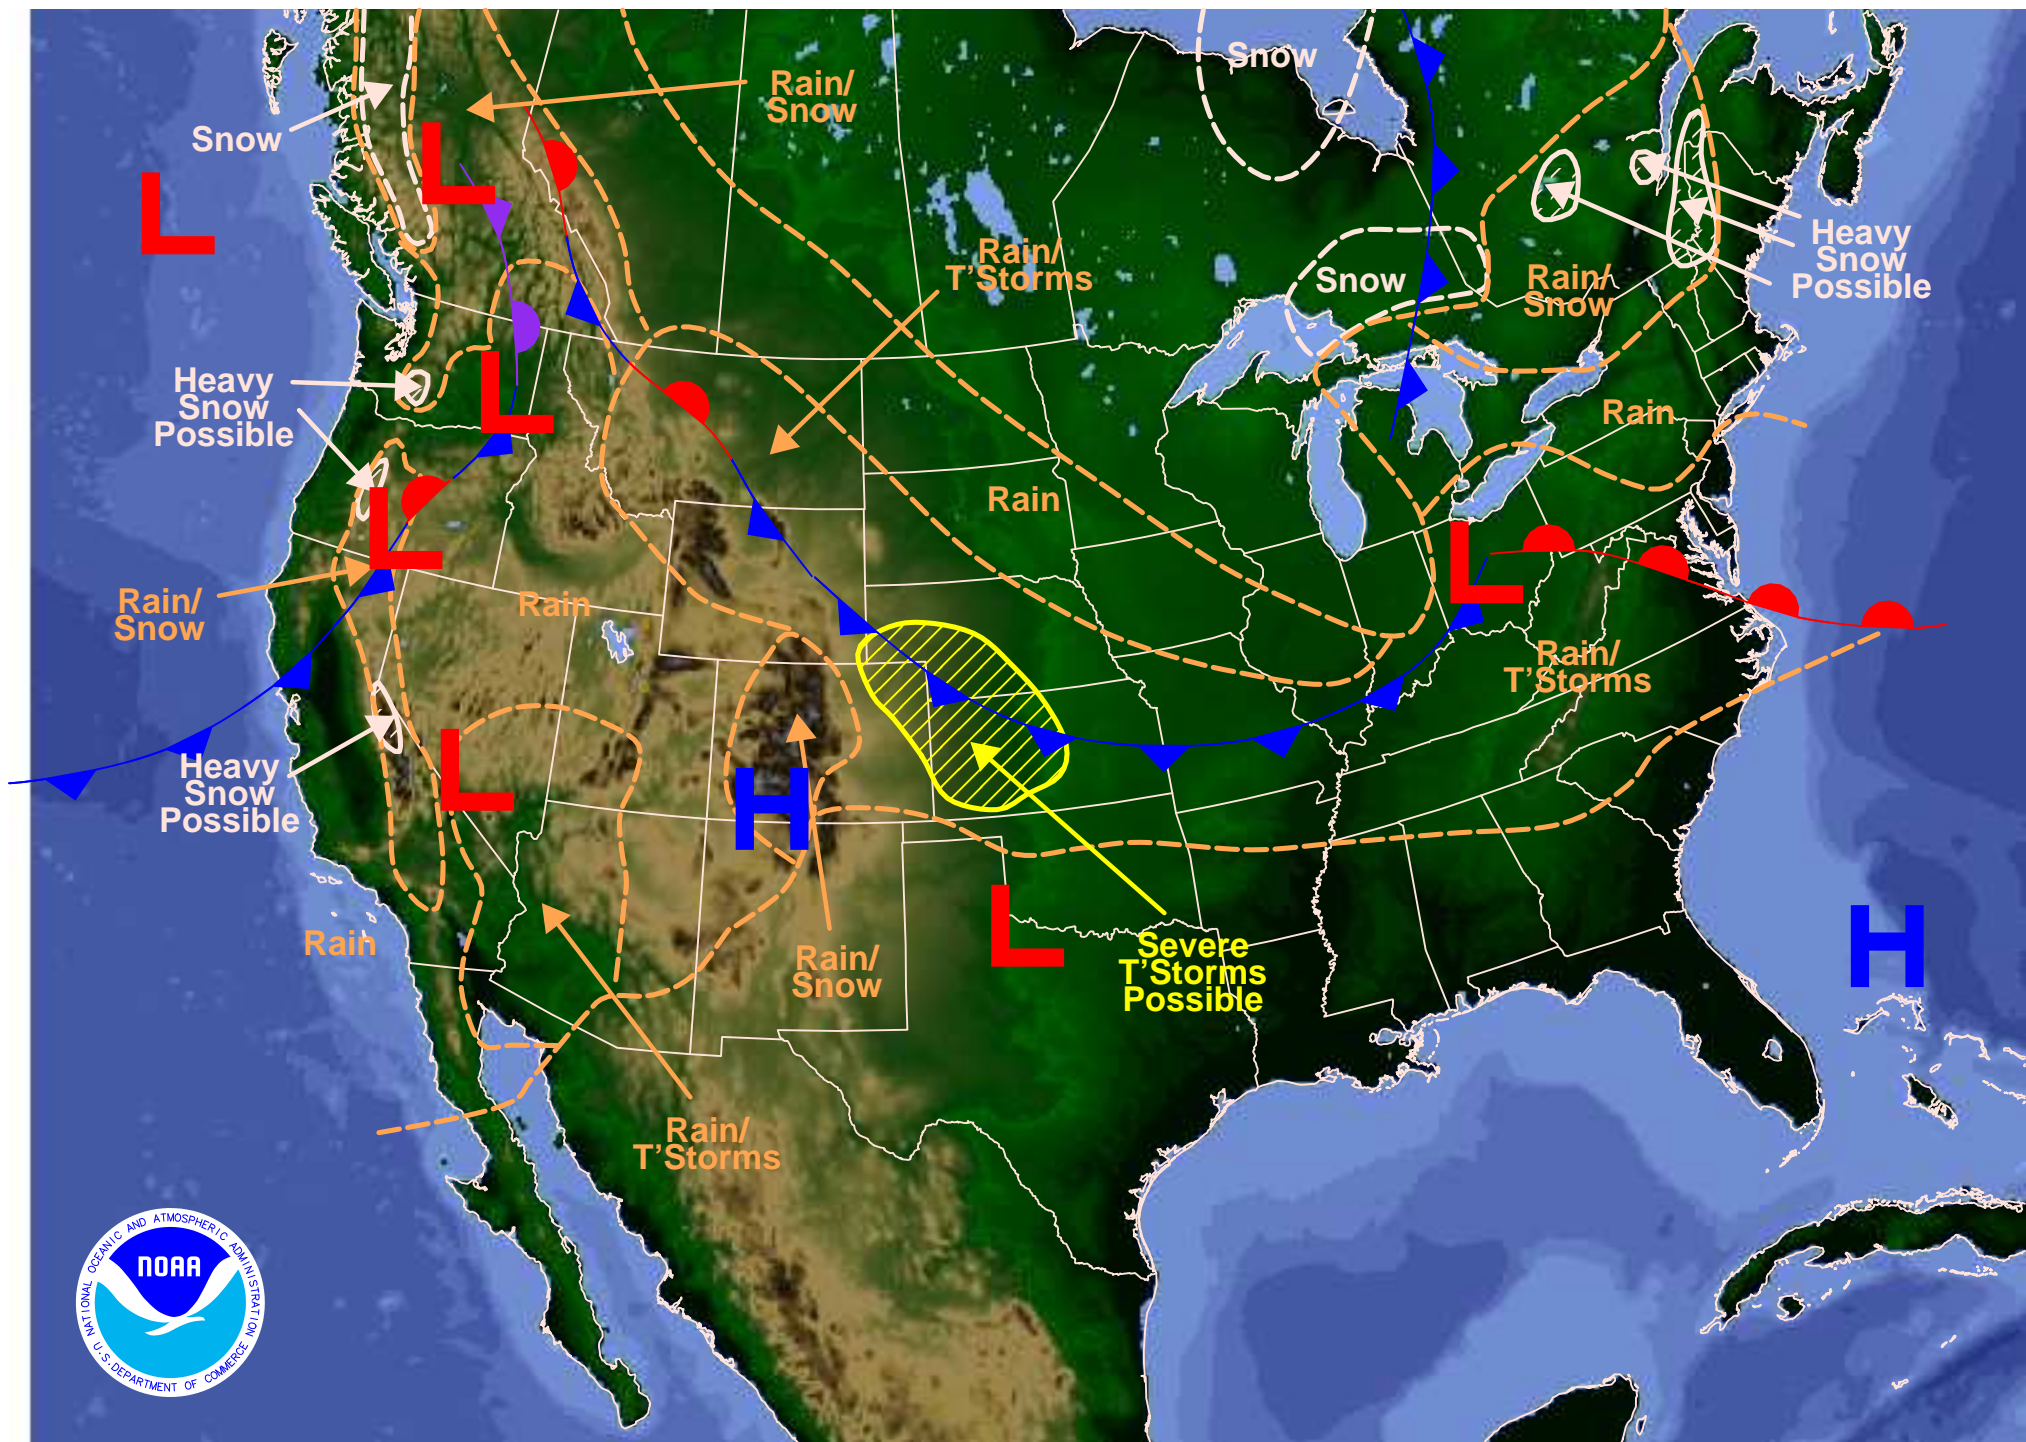 Snow
Rain/
Snow
Snow
L
L
Heavy
Snow
Possible
Rain/
T'Storms
Snow
Rain/
Snow
Heavy
Snow
Possible
L
Rain
Rain
L
L
Rain/
Snow
Rain
Rain/
T'Storms
Heavy
Snow
Possible
L
H
Rain
Rain/
Snow
L
Severe
T'Storms
Possible
H
Rain/
T'Storms
NATIONAL OCEANIC AND ATMOSPHERIC ADMINISTRATION
NOAA
U.S. DEPARTMENT OF COMMERCE